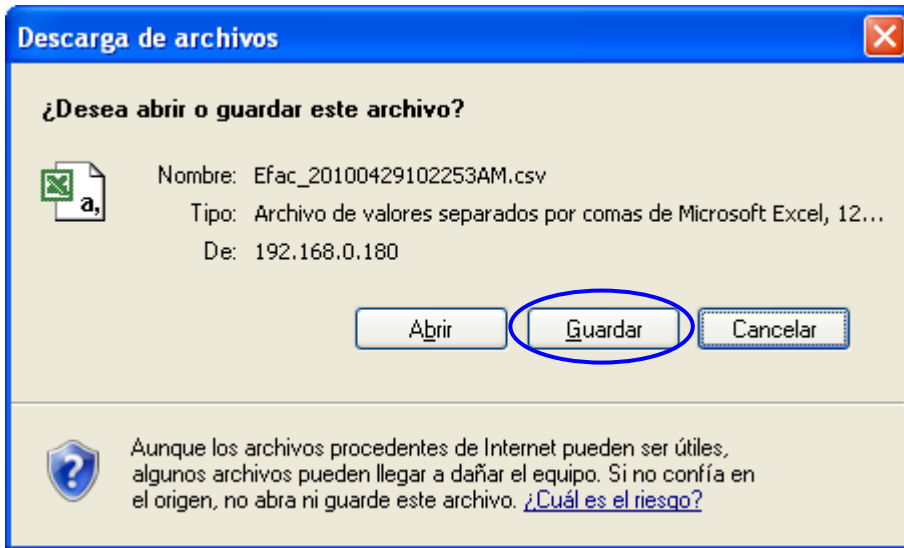 Descarga de archivos
¿Desea abrir o guardar este archivo?
Nombre: Efac_20100429102253AM.csv
a,
Tipo: Archivo de valores separados por comas de Microsoft Excel, 12...
De: 192.168.0.180
Abrir Guardar Cancelar
Aunque los archivos procedentes de Internet pueden ser útiles,
algunos archivos pueden llegar a dañar el equipo. Si no confía en
el origen, no abra ni guarde este archivo. ¿Cuál es el riesgo?